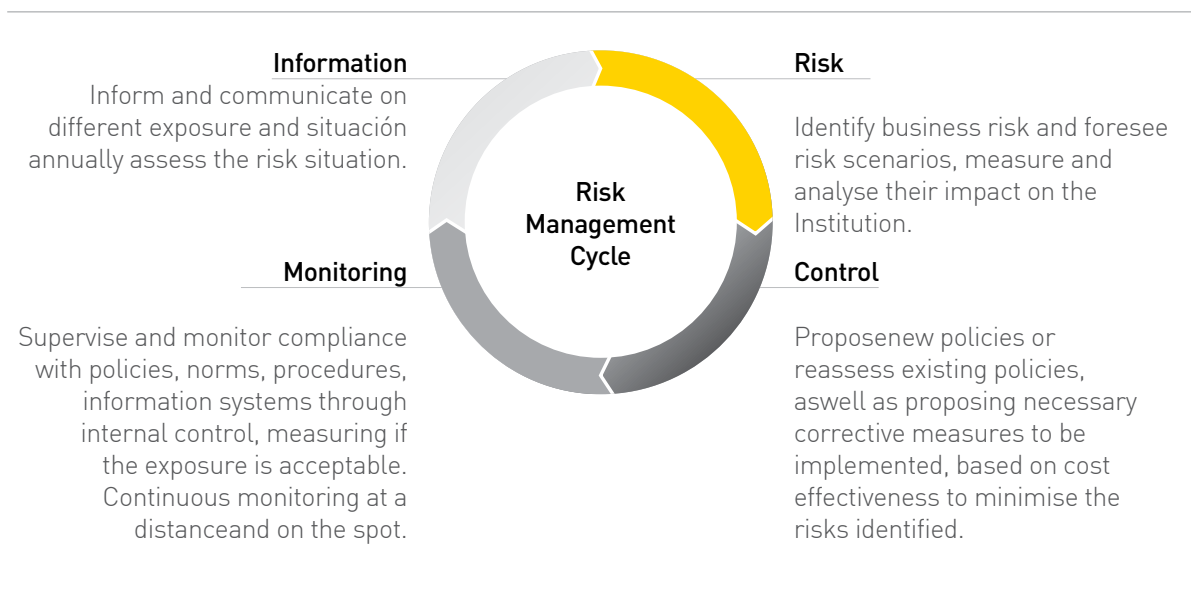 Information
Inform and communicate on
different exposure and situación
annually assess the risk situation.
Risk
Identify business risk and foresee
risk scenarios, measure and
analyse their impact on the
Institution.
Risk
Management
Cycle
Monitoring
Supervise and monitor compliance
with policies, norms, procedures,
information systems through
internal control, measuring if
the exposure is acceptable.
Continuous monitoring at a
distanceand on the spot.
Control
Proposenew policies or
reassess existing policies,
aswell as proposing necessary
corrective measures to be
implemented, based on cost
effectiveness to minimise the
risks identified.